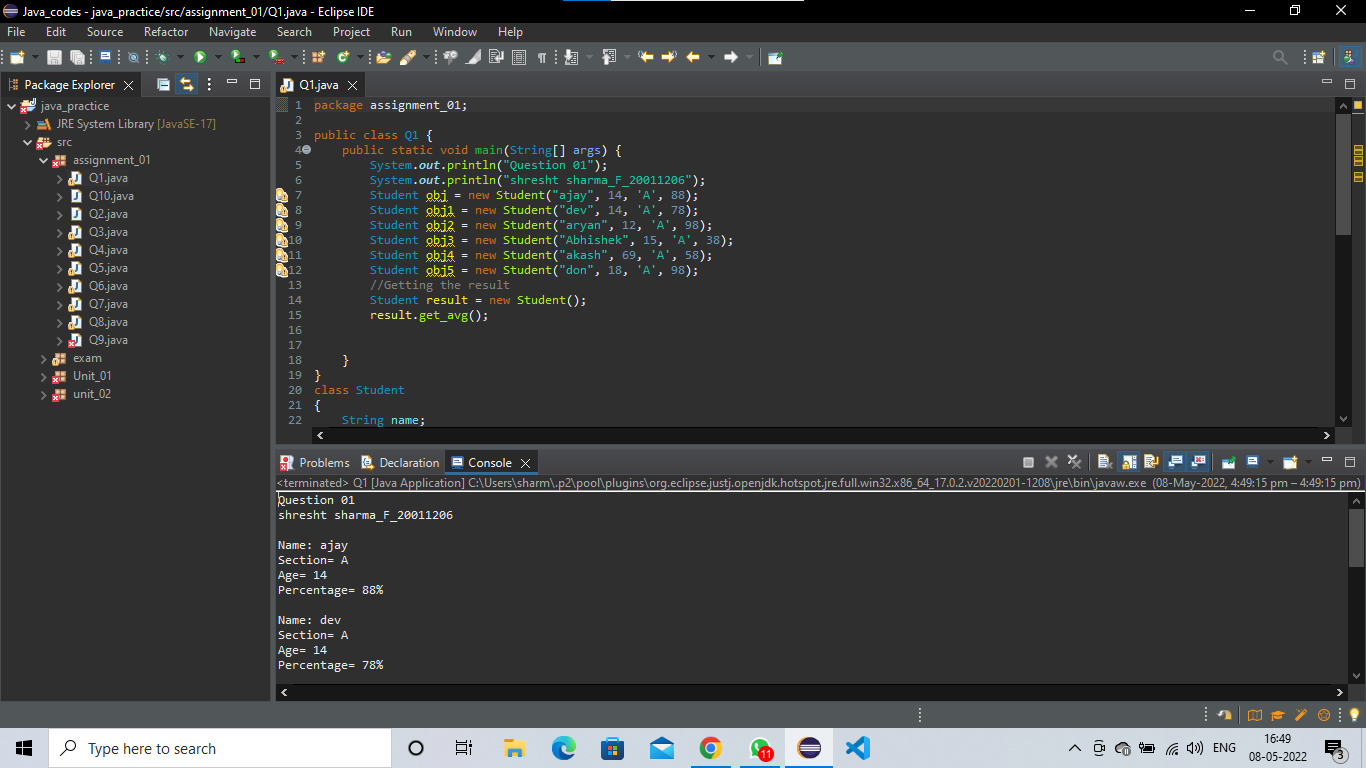 Java_codes - java_practice/src/assignment_01/Q1.java - Eclipse IDE
File Edit Source Refactor Navigate Search Project Run Window Help
Package Explorer
java_practice
JRE System Library [JavaSE-17]
src
assignment_01
Q1.java
Q10.java
Q2.java
Q3.java
Q4.java
Q5.java
Q6.java
Q7.java
Q8.java
Q9.java
exam
Unit_01
unit_02
Q1.java
1 package assignment_01;
2
3 public class Q1 {
4 public static void main(String[] args) {
5 System.out.println("Question 01");
6 System.out.println("shresht sharma_F_20011206");
7 Student obj = new Student("ajay", 14, 'A', 88);
8 Student obj1 = new Student("dev", 14, 'A', 78);
9 Student obj2 = new Student("aryan", 12, 'A', 98);
10 Student obj3 = new Student("Abhishek", 15, 'A', 38);
11 Student obj4 = new Student("akash", 69, 'A', 58);
12 Student obj5 = new Student("don", 18, 'A', 98);
13 //Getting the result
14 Student result = new Student();
15 result.get_avg();
16
17
18 }
19 }
20 class Student
21 {
22 String name;
Problems Declaration Console
<terminated> Q1 [Java Application] C:\Users\sharm\.p2\pool\plugins\org.eclipse.justj.openjdk.hotspot.jre.full.win32.x86_64_17.0.2.v20220201-1208\jre\bin\javaw.exe (08-May-2022, 4:49:15 pm – 4:49:15 pm)
Question 01
shresht sharma_F_20011206
Name: ajay
Section= A
Age= 14
Percentage= 88%
Name: dev
Section= A
Age= 14
Percentage= 78%
Type here to search
11
ENG
16:49
08-05-2022
3